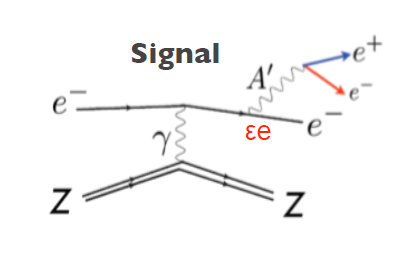 Signal
A′ e⁺
e⁻
e⁻
εe e⁻
γ
Z Z